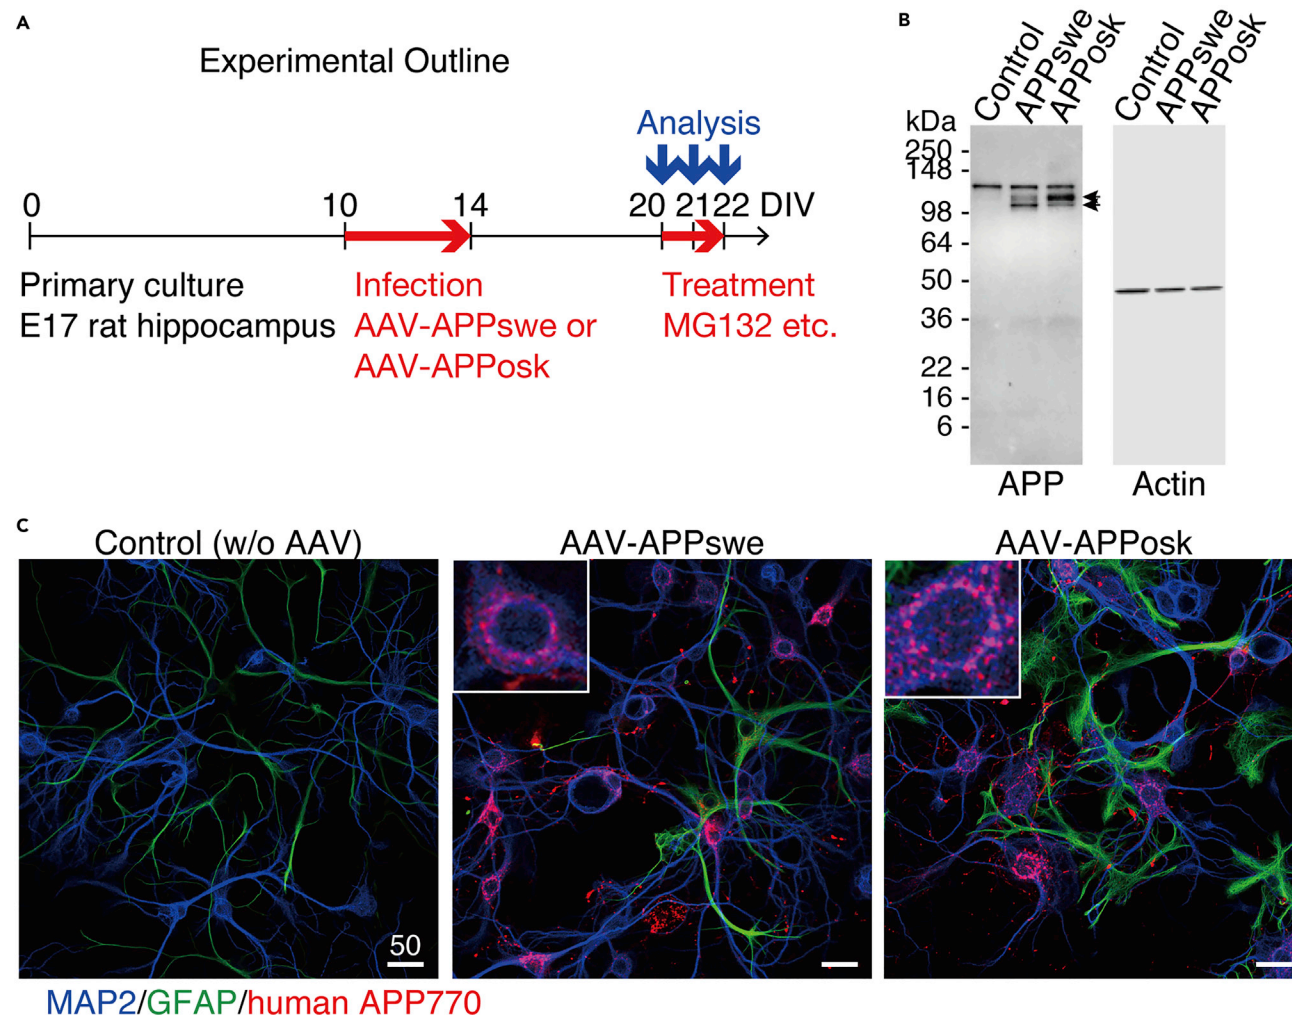 A
Experimental Outline
Analysis
0 10 14 20 21 22 DIV
Primary culture
E17 rat hippocampus
Infection
AAV-APPswe or
AAV-APPosk
Treatment
MG132 etc.
B
Control APPswe APPosk Control APPswe APPosk
kDa
250 -
148 -
98 -
64 -
50 -
36 -
22 -
16 -
6 -
APP Actin
C
Control (w/o AAV) AAV-APPswe AAV-APPosk
50
MAP2/GFAP/human APP770